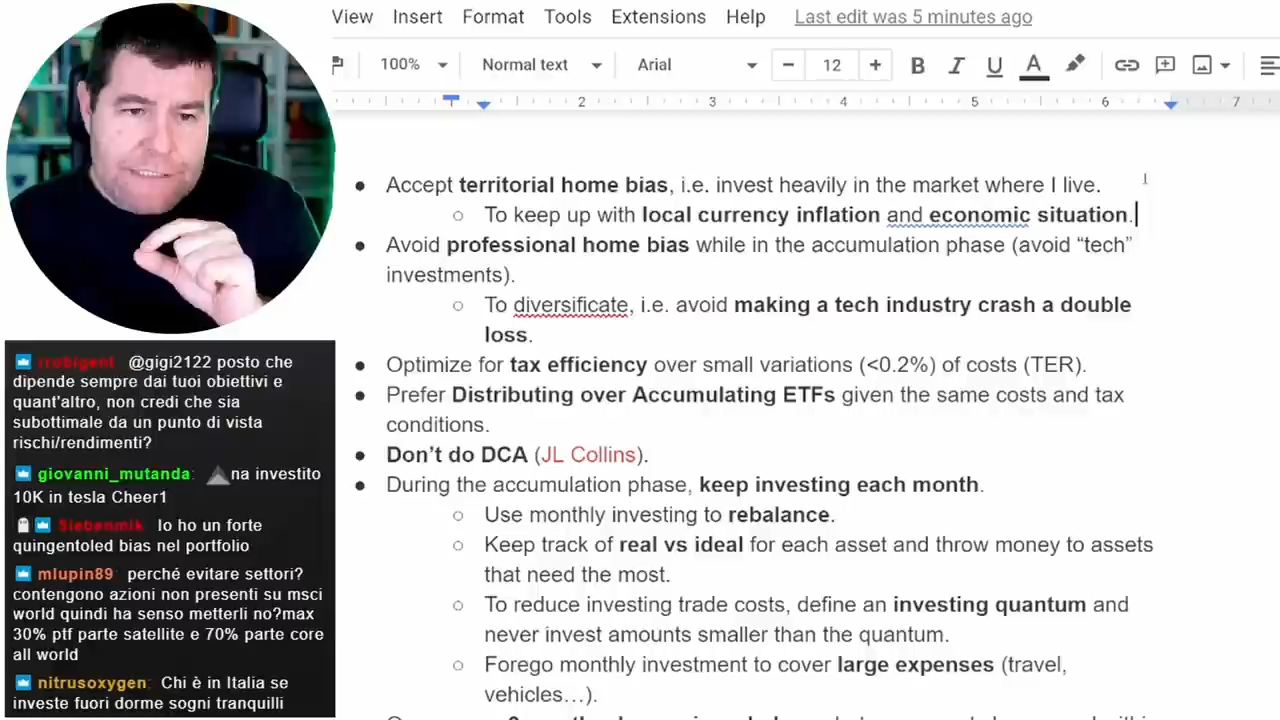 View Insert Format Tools Extensions Help Last edit was 5 minutes ago
100% Normal text Arial 12 B I U A
2 3 4 5 6 7
Accept territorial home bias, i.e. invest heavily in the market where I live.
To keep up with local currency inflation and economic situation.
Avoid professional home bias while in the accumulation phase (avoid “tech”
investments).
To diversificate, i.e. avoid making a tech industry crash a double
loss.
Optimize for tax efficiency over small variations (<0.2%) of costs (TER).
Prefer Distributing over Accumulating ETFs given the same costs and tax
conditions.
Don’t do DCA (JL Collins).
During the accumulation phase, keep investing each month.
Use monthly investing to rebalance.
Keep track of real vs ideal for each asset and throw money to assets
that need the most.
To reduce investing trade costs, define an investing quantum and
never invest amounts smaller than the quantum.
Forego monthly investment to cover large expenses (travel,
vehicles…).
rrobigent @gigi2122 posto che
dipende sempre dai tuoi obiettivi e
quant'altro, non credi che sia
subottimale da un punto di vista
rischi/rendimenti?
giovanni_mutanda: na investito
10K in tesla Cheer1
Siebenmik Io ho un forte
quingentoled bias nel portfolio
mlupin89 perché evitare settori?
contengono azioni non presenti su msci
world quindi ha senso metterli no?max
30% ptf parte satellite e 70% parte core
all world
nitrusoxygen: Chi è in Italia se
investe fuori dorme sogni tranquilli